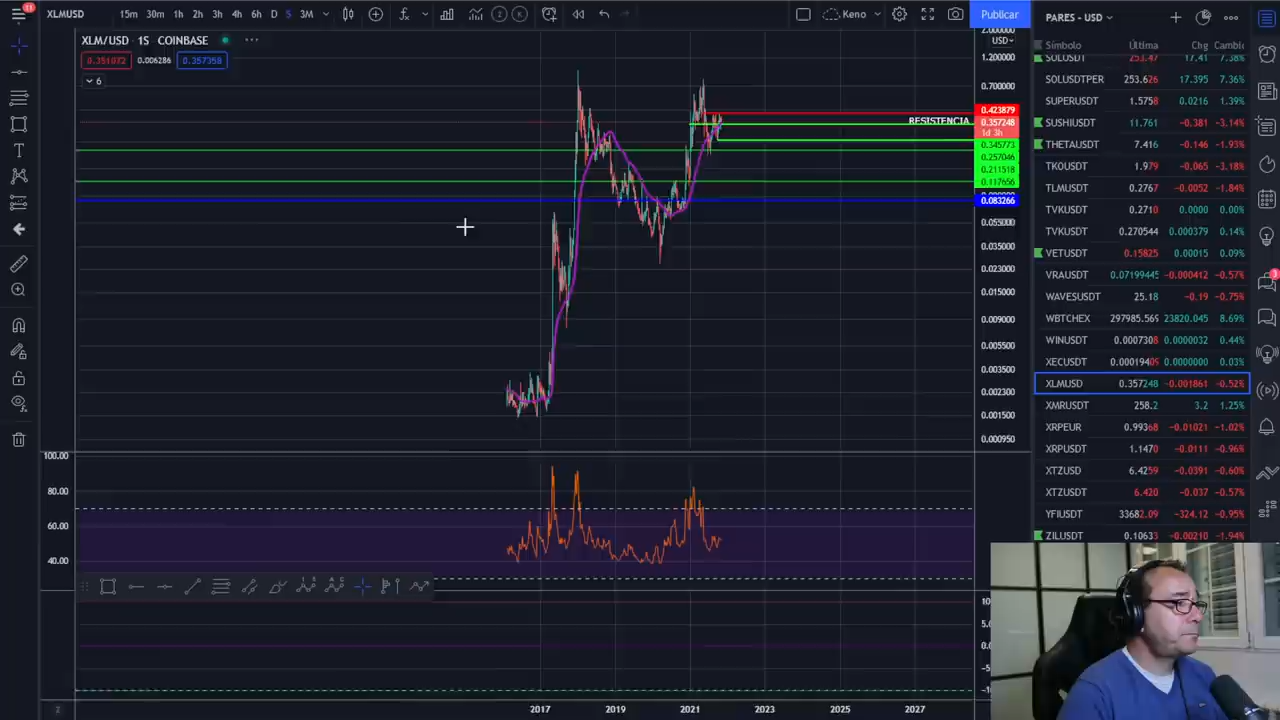 11
XLMUSD
15m 30m 1h 2h 3h 4h 6h D S 3M
Keno
Publicar
PARES - USD
XLM/USD 1S COINBASE
0.351072 0.006286 0.357358
6
USD
1.200000
0.700000
0.423879
RESISTENCIA
0.357248
1d 3h
0.345773
0.257046
0.211518
0.117656
0.083266
0.055000
0.035000
0.023000
0.015000
0.009000
0.005500
0.003500
0.002300
0.001500
0.000950
100.00
80.00
60.00
40.00
2017 2019 2021 2023 2025 2027
Símbolo Última Chg Cambio
SOLUSDT 253.47 17.41 7.38%
SOLUSDTPER 253.626 17.395 7.36%
SUPERUSDT 1.5758 0.0216 1.39%
SUSHIUSDT 11.761 -0.381 -3.14%
THETAUSDT 7.416 -0.146 -1.93%
TKOUSDT 1.979 -0.065 -3.18%
TLMUSDT 0.2767 -0.0052 -1.84%
TVKUSDT 0.2710 0.0000 0.00%
TVKUSDT 0.270544 0.000379 0.14%
VETUSDT 0.15825 0.00015 0.09%
VRAUSDT 0.07199445 -0.000412 -0.57%
WAVESUSDT 25.18 -0.19 -0.75%
WBTCHEX 297985.569 23820.045 8.69%
WINUSDT 0.0007308 0.0000032 0.44%
XECUSDT 0.00019409 0.0000000 0.03%
XLMUSD 0.357248 -0.001861 -0.52%
XMRUSDT 258.2 3.2 1.25%
XRPEUR 0.99368 -0.01021 -1.02%
XRPUSDT 1.1470 -0.0111 -0.96%
XTZUSD 6.4259 -0.0391 -0.60%
XTZUSDT 6.420 -0.037 -0.57%
YFIUSDT 33682.09 -324.12 -0.95%
ZILUSDT 0.10633 -0.00210 -1.94%